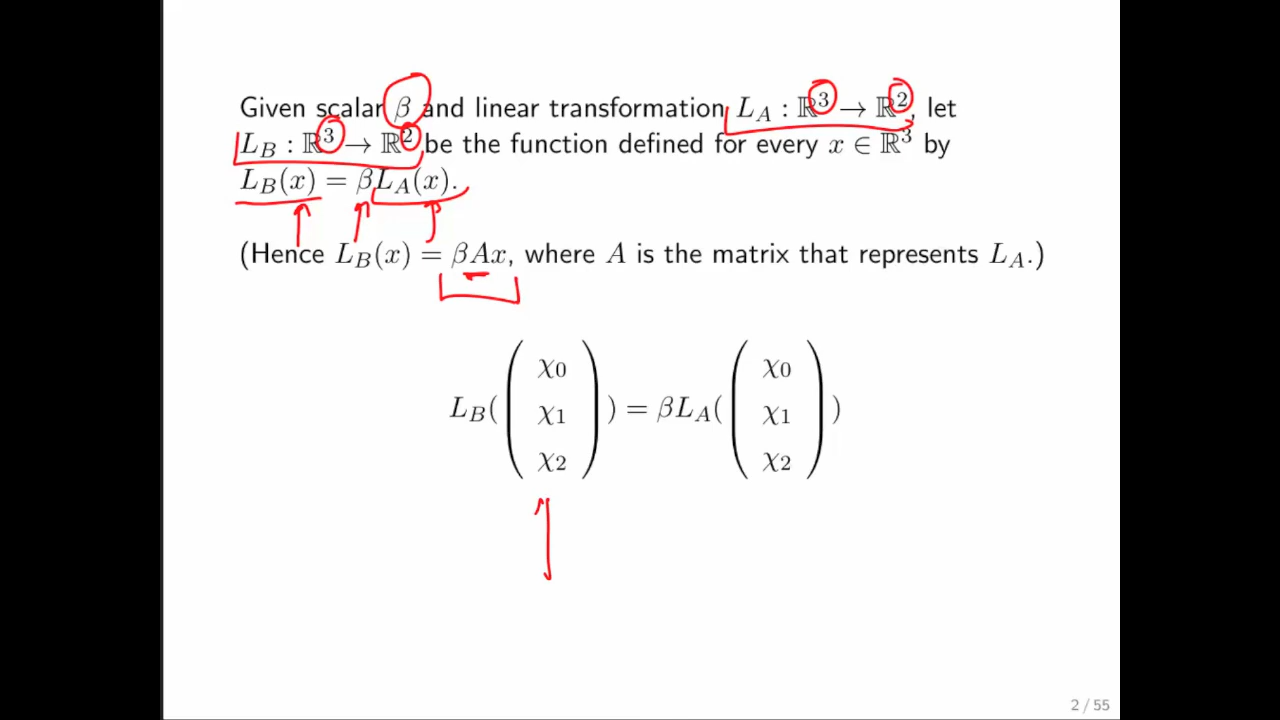 Given scalar β and linear transformation L_A : ℝ³ → ℝ², let
L_B : ℝ³ → ℝ² be the function defined for every x ∈ ℝ³ by
L_B(x) = βL_A(x).
(Hence L_B(x) = βAx, where A is the matrix that represents L_A.)
χ0 χ0
L_B( χ1 ) = βL_A( χ1 )
χ2 χ2
2 / 55